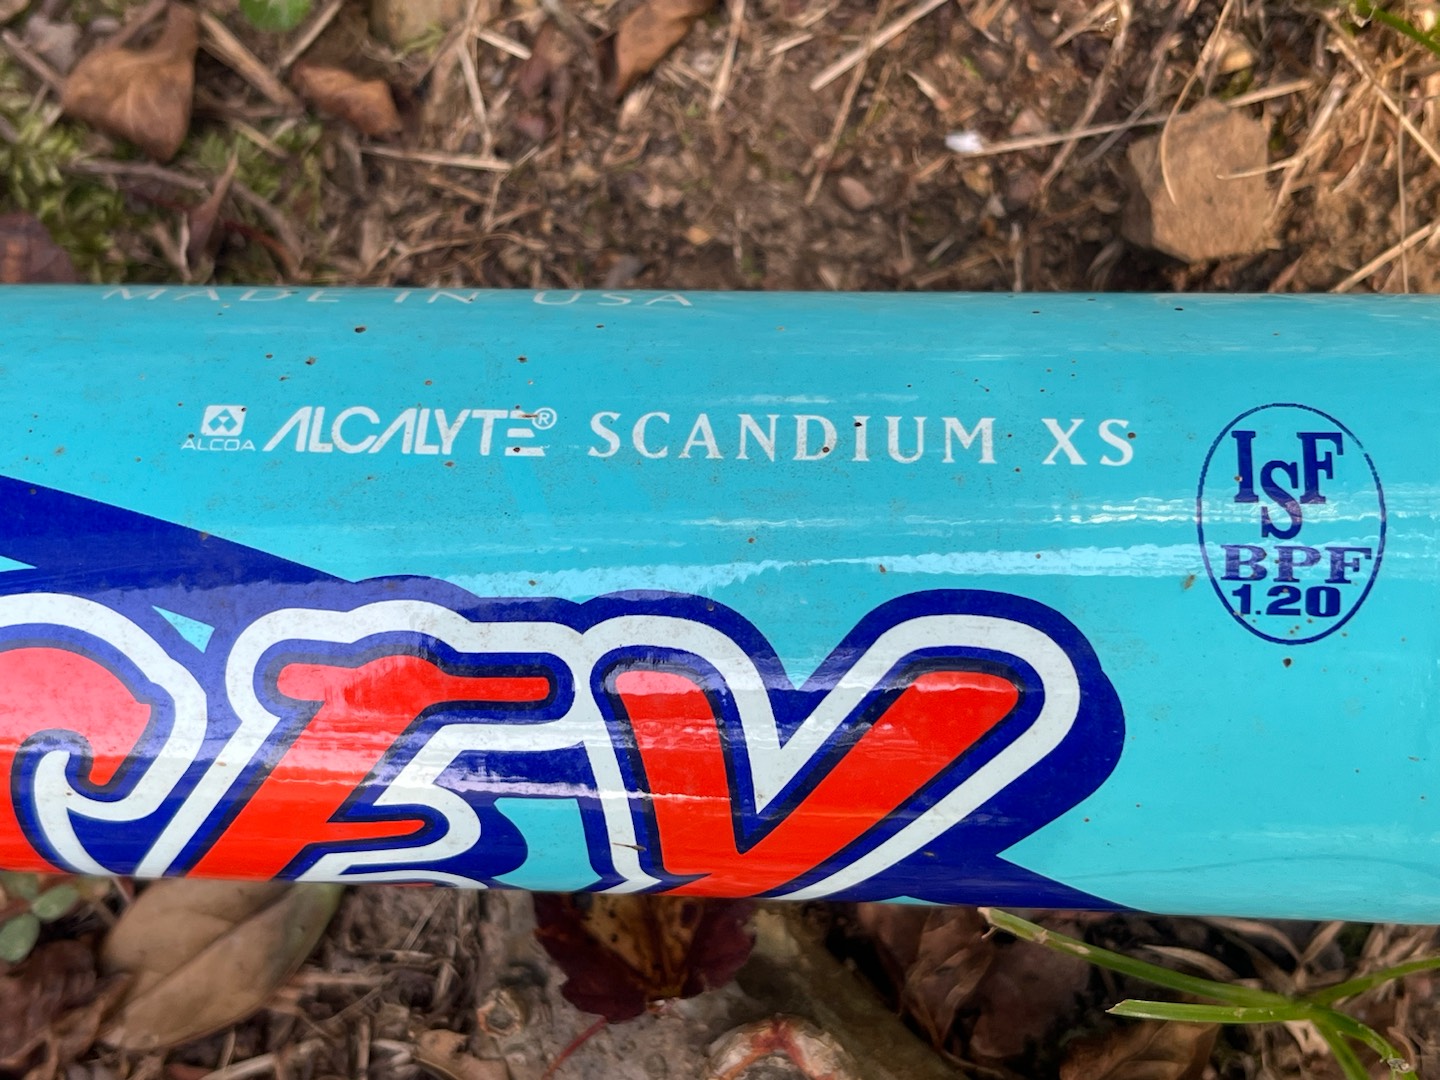 MADE IN USA
ALCOA ALCALYTE® SCANDIUM XS
ISF
BPF
1.20